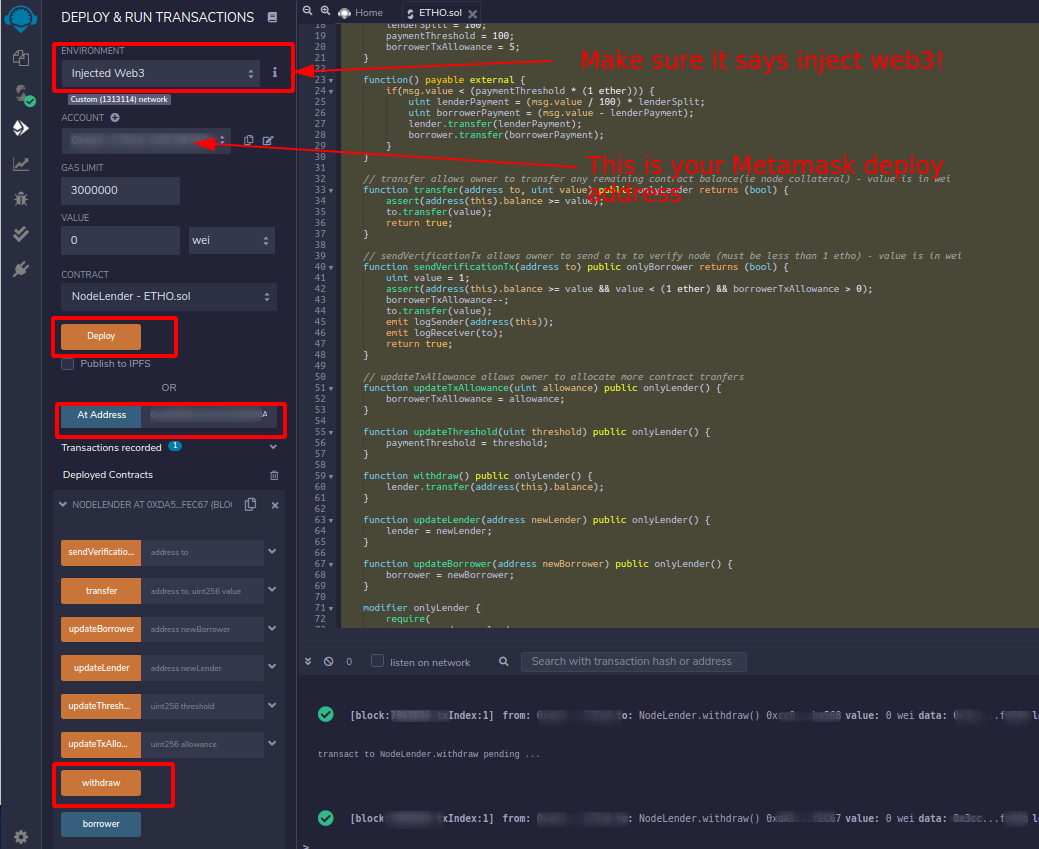 DEPLOY & RUN TRANSACTIONS
ENVIRONMENT
Injected Web3
i
Custom (1313114) network
ACCOUNT
GAS LIMIT
3000000
VALUE
0
wei
CONTRACT
NodeLender - ETHO.sol
Deploy
Publish to IPFS
OR
At Address
Transactions recorded 1
Deployed Contracts
NODELENDER AT 0XDA5...FEC67 (BLO
sendVerificatio... address to
transfer address to, uint256 value
updateBorrower address newBorrower
updateLender address newLender
updateThresh... uint256 threshold
updateTxAllo... uint256 allowance
withdraw
borrower
Home
ETHO.sol
18 lenderSplit = 100;
19 paymentThreshold = 100;
20 borrowerTxAllowance = 5;
21 }
22
23 function() payable external {
24 if(msg.value < (paymentThreshold * (1 ether))) {
25 uint lenderPayment = (msg.value / 100) * lenderSplit;
26 uint borrowerPayment = (msg.value - lenderPayment);
27 lender.transfer(lenderPayment);
28 borrower.transfer(borrowerPayment);
29 }
30 }
31
32 // transfer allows owner to transfer any remaining contract balance(ie node collateral) - value is in wei
33 function transfer(address to, uint value) public onlyLender returns (bool) {
34 assert(address(this).balance >= value);
35 to.transfer(value);
36 return true;
37 }
38
39 // sendVerificationTx allows owner to send a tx to verify node (must be less than 1 etho) - value is in wei
40 function sendVerificationTx(address to) public onlyBorrower returns (bool) {
41 uint value = 1;
42 assert(address(this).balance >= value && value < (1 ether) && borrowerTxAllowance > 0);
43 borrowerTxAllowance--;
44 to.transfer(value);
45 emit logSender(address(this));
46 emit logReceiver(to);
47 return true;
48 }
49
50 // updateTxAllowance allows owner to allocate more contract tranfers
51 function updateTxAllowance(uint allowance) public onlyLender() {
52 borrowerTxAllowance = allowance;
53 }
54
55 function updateThreshold(uint threshold) public onlyLender() {
56 paymentThreshold = threshold;
57 }
58
59 function withdraw() public onlyLender() {
60 lender.transfer(address(this).balance);
61 }
62
63 function updateLender(address newLender) public onlyLender() {
64 lender = newLender;
65 }
66
67 function updateBorrower(address newBorrower) public onlyLender() {
68 borrower = newBorrower;
69 }
70
71 modifier onlyLender {
72 require(
Make sure it says inject web3!
This is your Metamask deploy
address
0
listen on network
Search with transaction hash or address
[block: txIndex:1] from: to: NodeLender.withdraw() value: 0 wei data:
transact to NodeLender.withdraw pending ...
[block: txIndex:1] from: to: NodeLender.withdraw() value: 0 wei data:
>